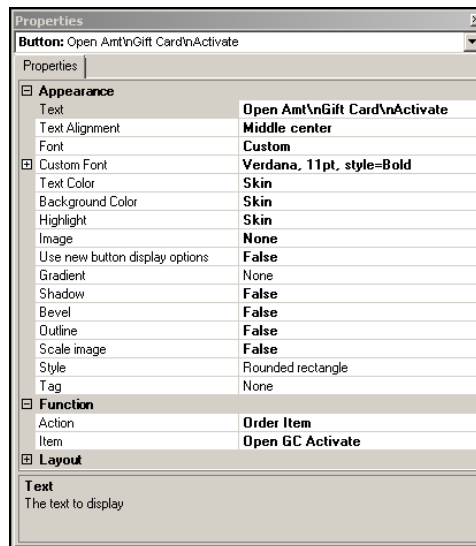 Properties
Button: Open Amt\nGift Card\nActivate
Properties
Appearance
Text Open Amt\nGift Card\nActivate
Text Alignment Middle center
Font Custom
Custom Font Verdana, 11pt, style=Bold
Text Color Skin
Background Color Skin
Highlight Skin
Image None
Use new button display options False
Gradient None
Shadow False
Bevel False
Outline False
Scale image False
Style Rounded rectangle
Tag None
Function
Action Order Item
Item Open GC Activate
Layout
Text
The text to display